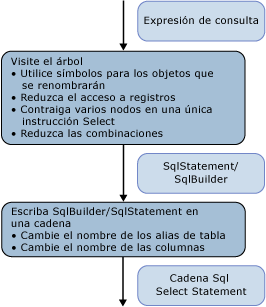 Expresión de consulta
Visite el árbol
• Utilice símbolos para los objetos que
se renombrarán
• Reduzca el acceso a registros
• Contraiga varios nodos en una única
instrucción Select
• Reduzca las combinaciones
SqlStatement/
SqlBuilder
Escriba SqlBuilder/SqlStatement en
una cadena
• Cambie el nombre de los alias de tabla
• Cambie el nombre de las columnas
Cadena Sql
Select Statement